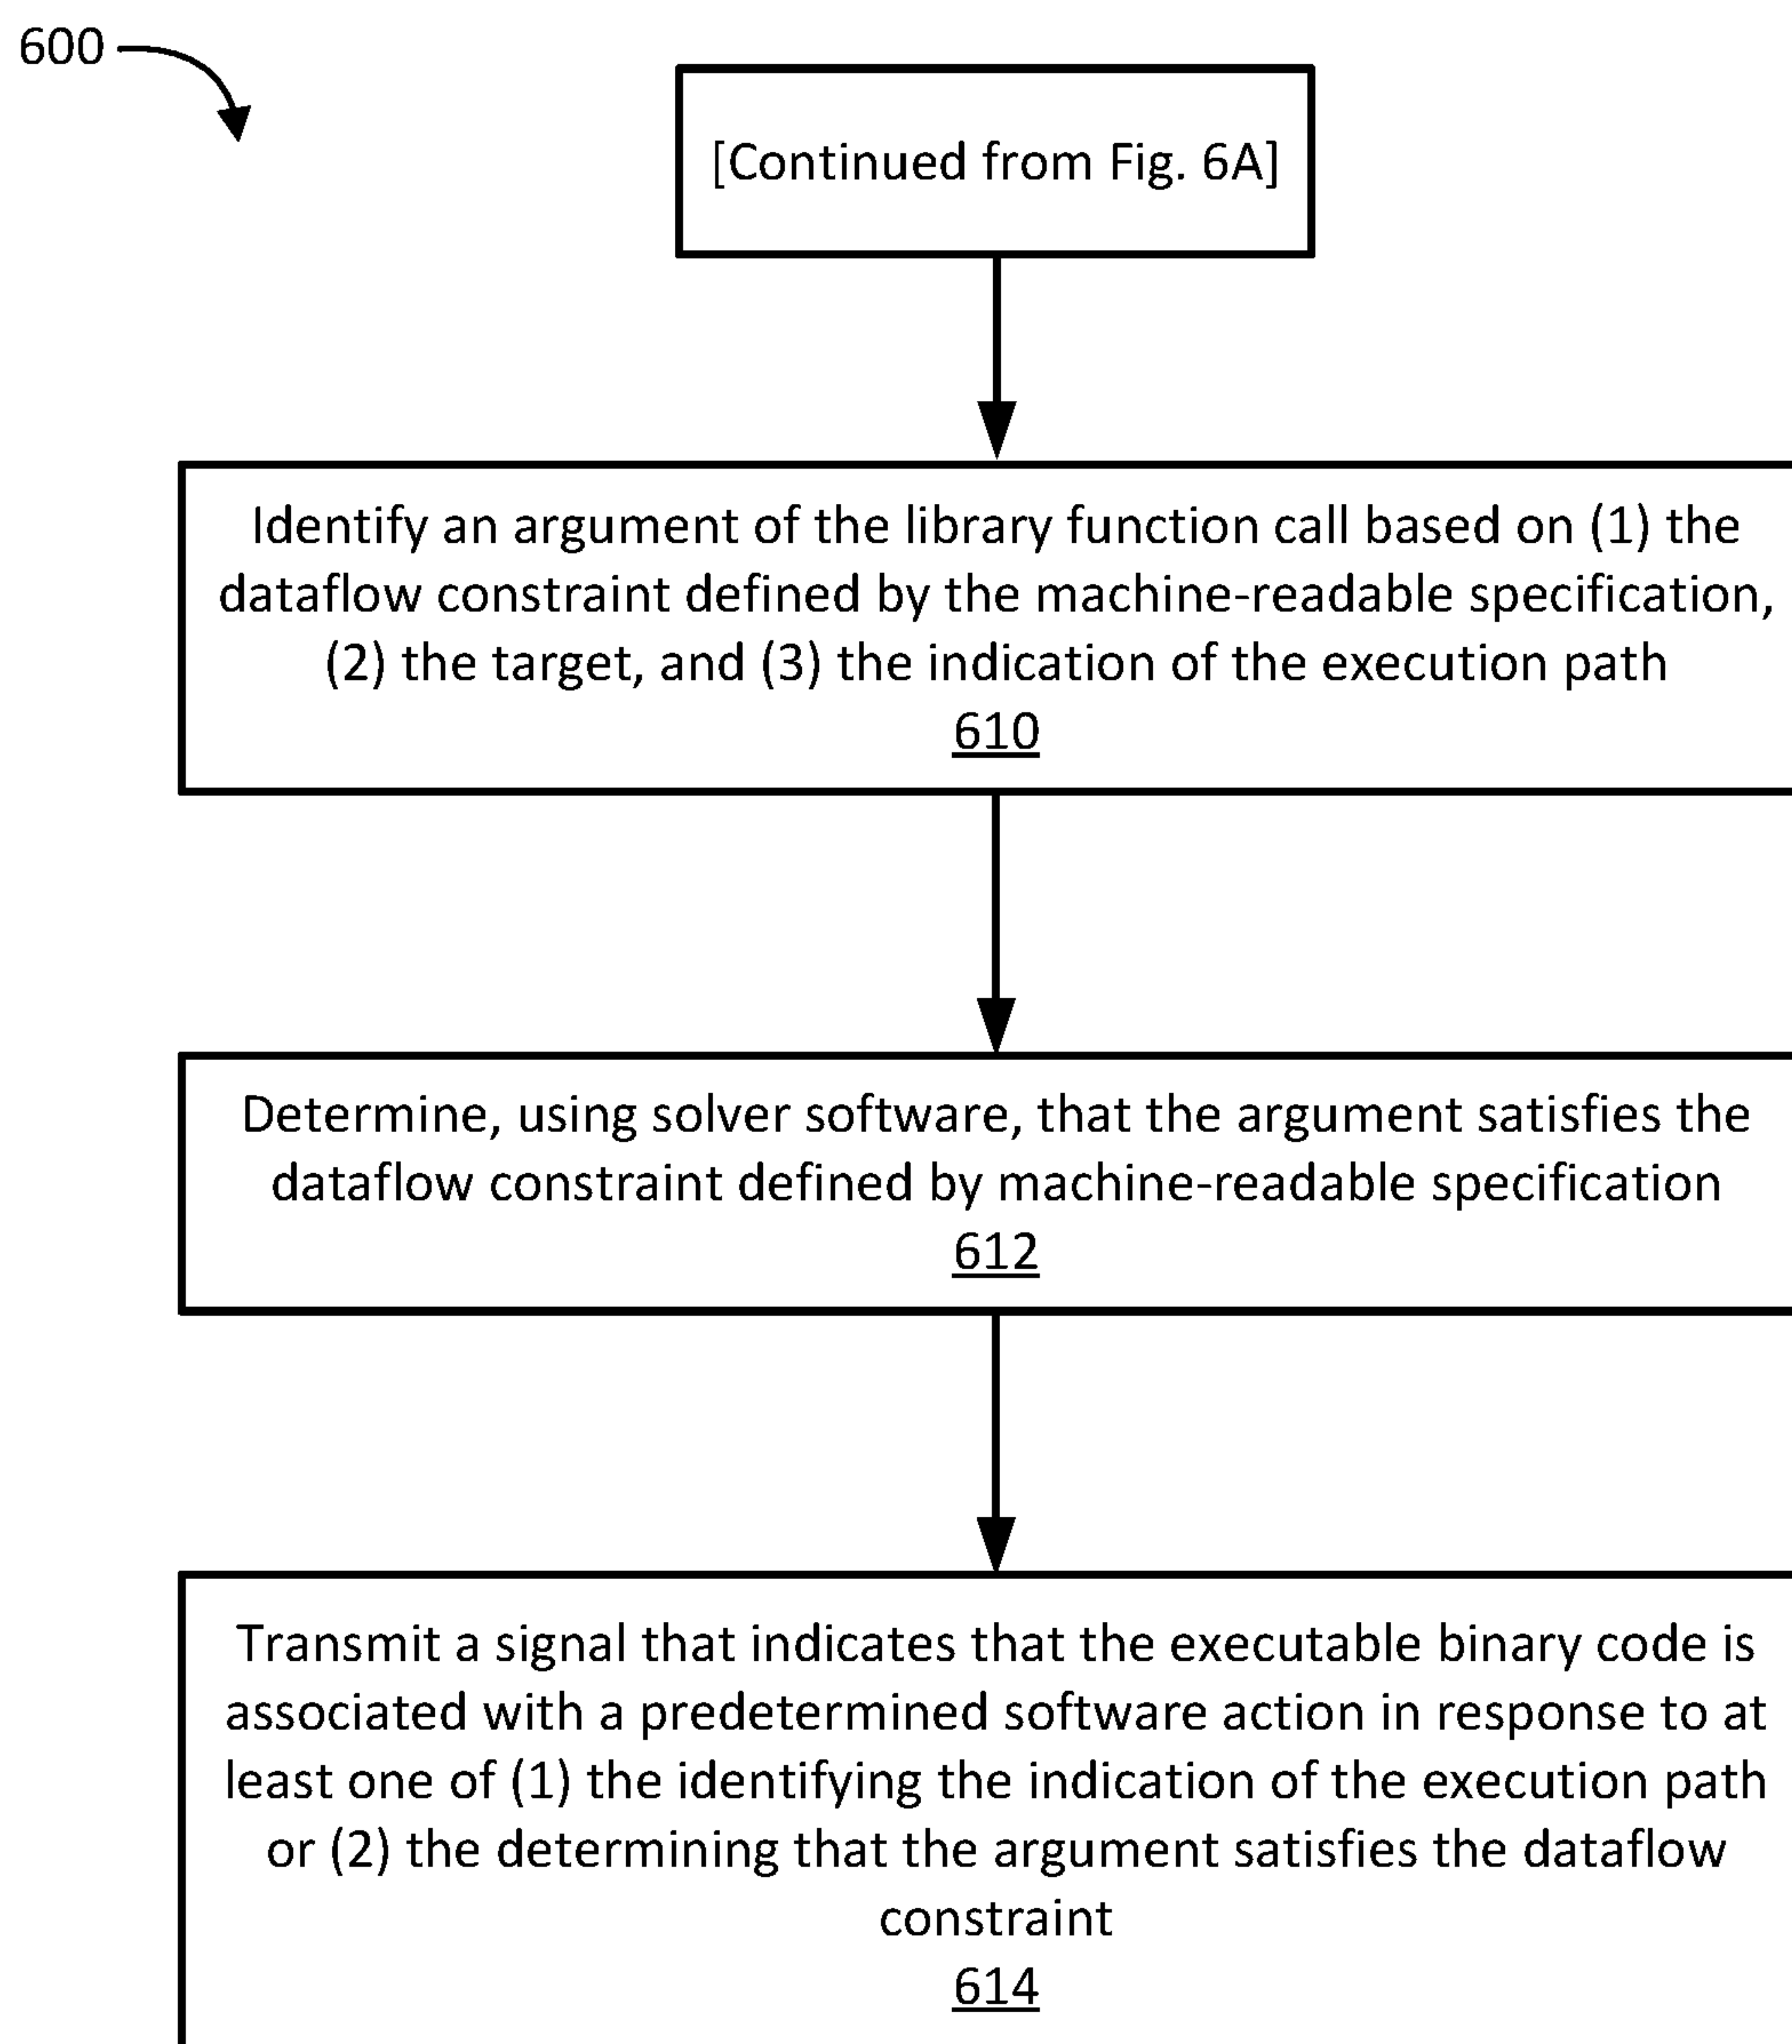 600
[Continued from Fig. 6A]
Identify an argument of the library function call based on (1) the
dataflow constraint defined by the machine-readable specification,
(2) the target, and (3) the indication of the execution path
610
Determine, using solver software, that the argument satisfies the
dataflow constraint defined by machine-readable specification
612
Transmit a signal that indicates that the executable binary code is
associated with a predetermined software action in response to at
least one of (1) the identifying the indication of the execution path
or (2) the determining that the argument satisfies the dataflow
constraint
614